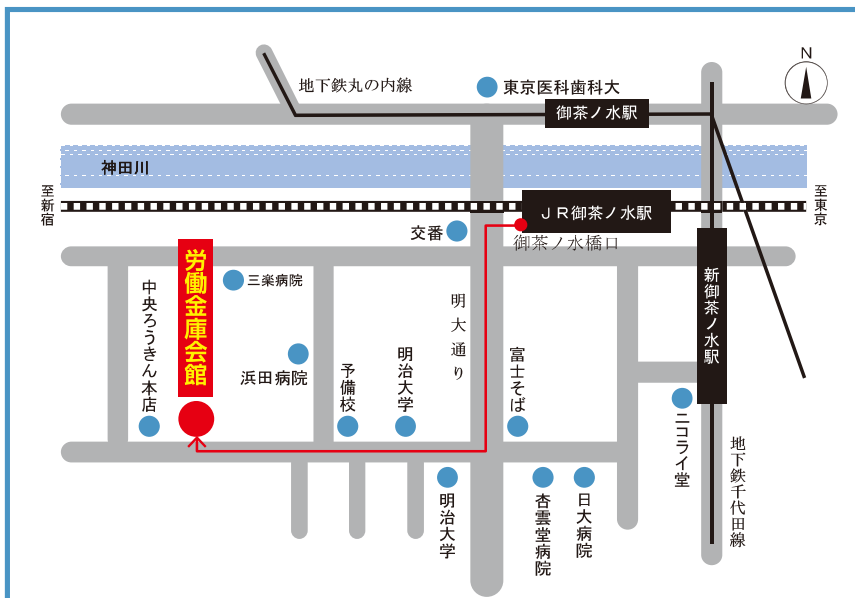 N
地下鉄丸の内線
東京医科歯科大
御茶ノ水駅
神田川
至新宿
至東京
JR御茶ノ水駅
交番
御茶ノ水橋口
労働金庫会館
三楽病院
中央ろうきん本店
明大通り
新御茶ノ水駅
浜田病院
予備校
明治大学
富士そば
ニコライ堂
地下鉄千代田線
明治大学
杏雲堂病院
日大病院